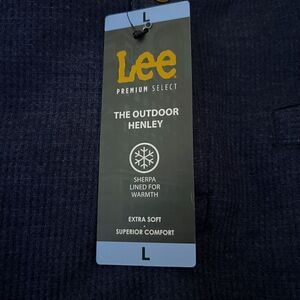 L
Lee
PREMIUM SELECT
THE OUTDOOR
HENLEY
SHERPA
LINED FOR
WARMTH
EXTRA SOFT
-
SUPERIOR COMFORT
L